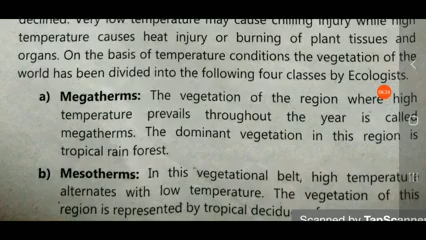 declined. Very low temperature may cause chilling injury while high
temperature causes heat injury or burning of plant tissues and
organs. On the basis of temperature conditions the vegetation of the
world has been divided into the following four classes by Ecologists.
a) Megatherms: The vegetation of the region where high
temperature prevails throughout the year is called
megatherms. The dominant vegetation in this region is
tropical rain forest.
b) Mesotherms: In this vegetational belt, high temperature
alternates with low temperature. The vegetation of this
region is represented by tropical decidu
Scanned by TapScanner